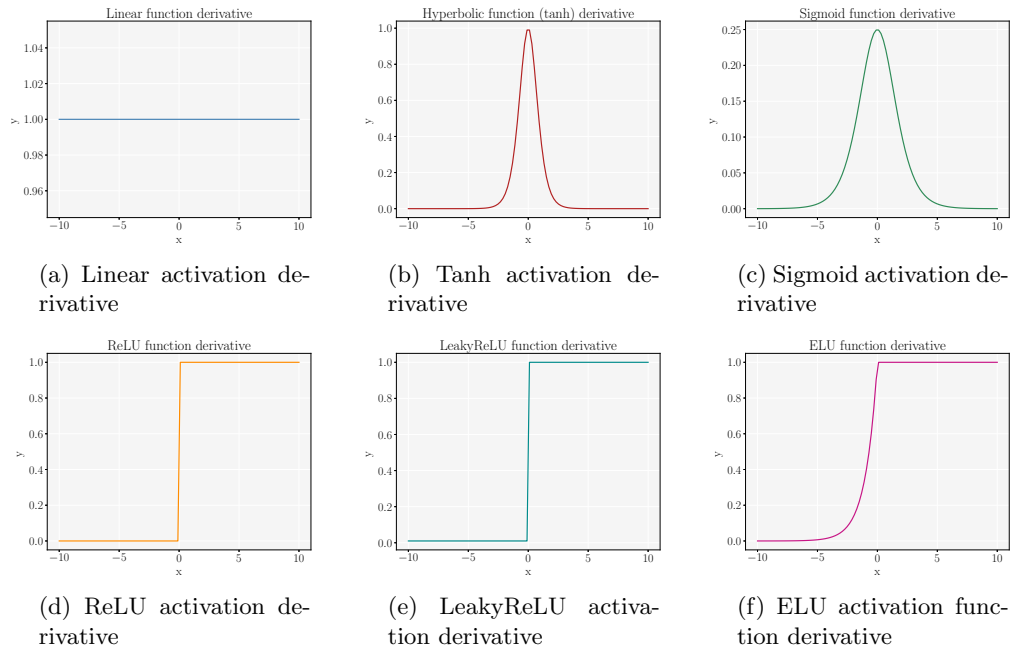 Linear function derivative
1.04
1.02
1.00
0.98
0.96
y
−10
−5
0
5
10
x
(a) Linear activation de-
rivative
Hyperbolic function (tanh) derivative
1.0
0.8
0.6
0.4
0.2
0.0
y
−10
−5
0
5
10
x
(b) Tanh activation de-
rivative
Sigmoid function derivative
0.25
0.20
0.15
0.10
0.05
0.00
y
−10
−5
0
5
10
x
(c) Sigmoid activation de-
rivative
ReLU function derivative
1.0
0.8
0.6
0.4
0.2
0.0
y
−10
−5
0
5
10
x
(d) ReLU activation de-
rivative
LeakyReLU function derivative
1.0
0.8
0.6
0.4
0.2
0.0
y
−10
−5
0
5
10
x
(e) LeakyReLU activa-
tion derivative
ELU function derivative
1.0
0.8
0.6
0.4
0.2
0.0
y
−10
−5
0
5
10
x
(f) ELU activation func-
tion derivative